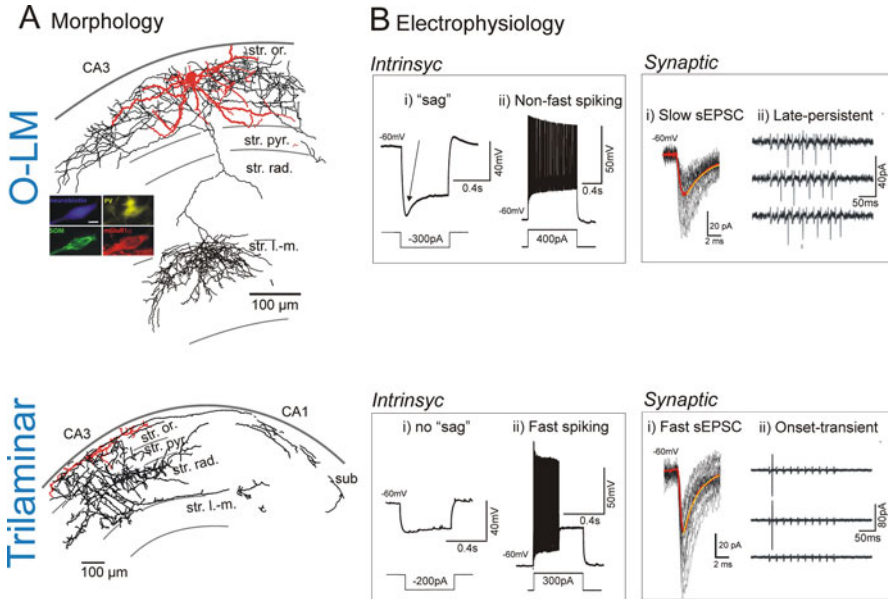 A Morphology
B Electrophysiology
O-LM
CA3
str. or.
str. pyr.
str. rad.
str. l.-m.
neurobiotin
PV
SOM
100 µm
Intrinsyc
i) "sag"
-60mV
40mV
0.4s
-300pA
ii) Non-fast spiking
50mV
0.4s
-60mV
400pA
Synaptic
i) Slow sEPSC
-60mV
20 pA
2 ms
ii) Late-persistent
40pA
50ms
Trilaminar
CA3
CA1
str. or.
str. pyr.
str. rad.
str. l.-m.
sub
100 µm
Intrinsyc
i) no "sag"
-60mV
40mV
0.4s
-200pA
ii) Fast spiking
50mV
0.4s
-60mV
300pA
Synaptic
i) Fast sEPSC
-60mV
20 pA
2 ms
ii) Onset-transient
80pA
50ms